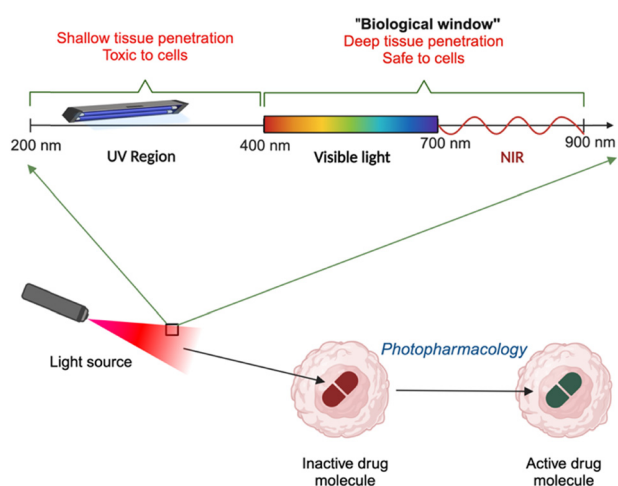 "Biological window"
Shallow tissue penetration
Toxic to cells
Deep tissue penetration
Safe to cells
200 nm
UV Region
400 nm
Visible light
700 nm
NIR
900 nm
Light source
Photopharmacology
Inactive drug
molecule
Active drug
molecule